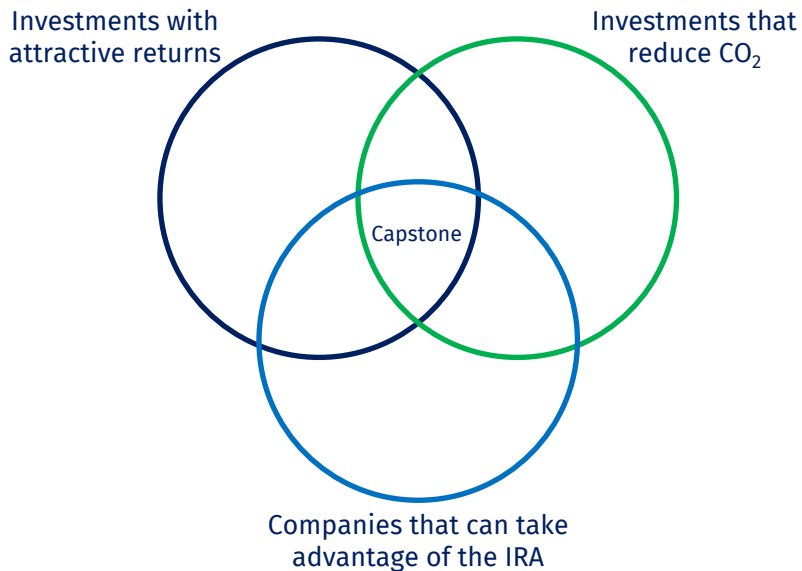 Investments with
attractive returns
Investments that
reduce CO₂
Capstone
Companies that can take
advantage of the IRA